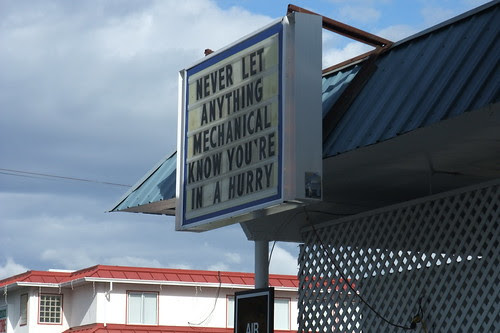 NEVER LET
ANYTHING
MECHANICAL
KNOW YOU'RE
IN A HURRY
AIR